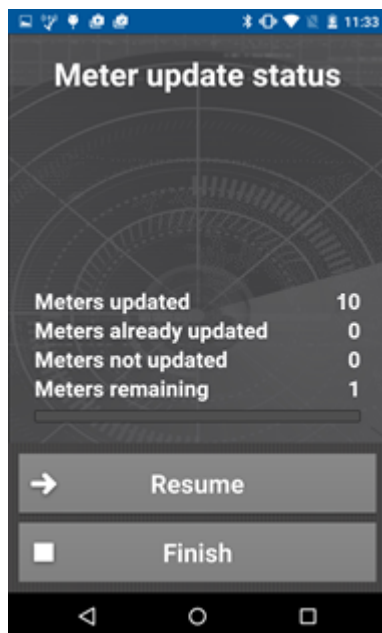 11:33
Meter update status
Meters updated 10
Meters already updated 0
Meters not updated 0
Meters remaining 1
Resume
Finish